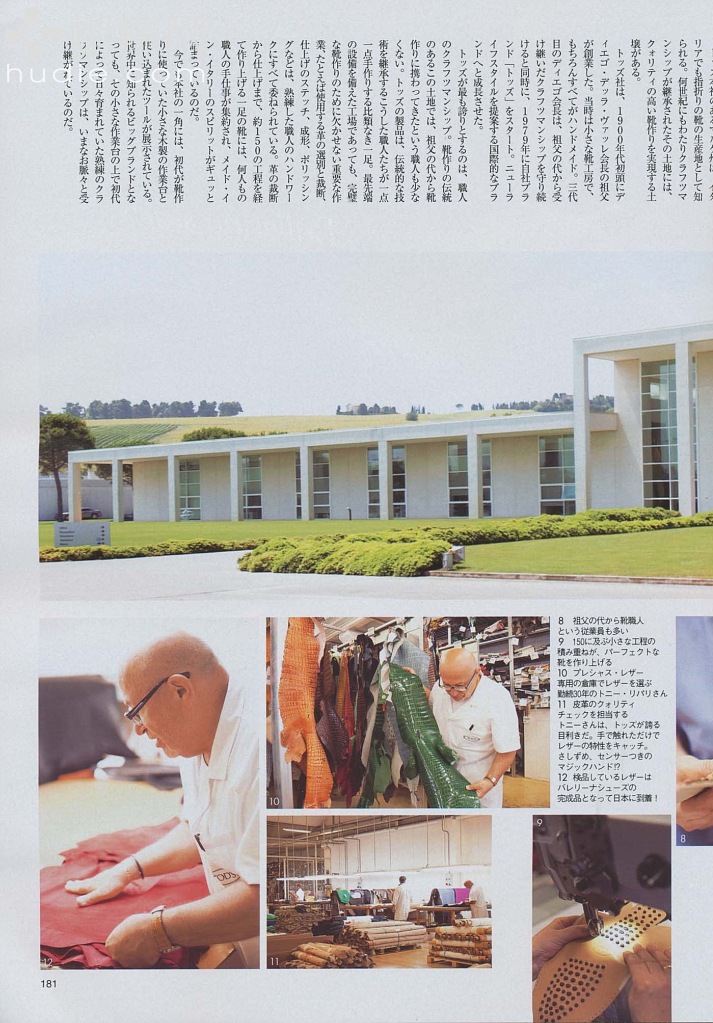 リアでも指折りの靴の生産地として知
られる。何世紀にもわたりクラフツマ
ンシップが継承されたその土地には、
クォリティの高い靴作りを実現する土
壌がある。
トッズ社は、1900年代初頭にデ
ィエゴ・デッラ・ヴァッレ会長の祖父
が創業した。当時は小さな靴工房で、
もちろんすべてがハンドメイド。三代
目のディエゴ会長は、祖父の代から受
け継いだクラフツマンシップを守り続
けると同時に、1979年に自社ブラ
ンド「トッズ」をスタート。ニューラ
イフスタイルを提案する国際的なブラ
ンドへと成長させた。
トッズが最も誇りとするのは、職人
のクラフツマンシップ。靴作りの伝統
のあるこの土地では、祖父の代から靴
作りに携わってきたという職人も少な
くない。トッズの製品は、伝統的な技
術を継承するこうした職人たちが一点
一点手作りする比類なき一足。最先端
の設備を備えた工場であっても、完璧
な靴作りのために欠かせない重要な作
業、たとえば使用する革の選別と裁断、
仕上げのステッチ、成形、ポリッシン
グなどは、熟練した職人のハンドワー
クにすべて委ねられている。革の裁断
から仕上げまで、約150の工程を経
て作り上げる一足の靴には、何人もの
職人の手仕事が集約され、メイド・イ
ン・イタリーのスピリットがギュッと
詰まっているのだ。
今でも本社の一角には、初代が靴作
りに使っていた小さな木製の作業台と
使い込まれたツールが展示されている。
世界中に知られるビッグブランドとな
っても、その小さな作業台の上で初代
によって日々育まれていた熟練のクラ
フツマンシップは、いまなお脈々と受
け継がれているのだ。
8 祖父の代から靴職人
という従業員も多い
9 150に及ぶ小さな工程の
積み重ねが、パーフェクトな
靴を作り上げる
10 プレシャス・レザー
専用の倉庫でレザーを選ぶ
勤続30年のトニー・リパリさん
11 皮革のクォリティ
チェックを担当する
トニーさんは、トッズが誇る
目利きだ。手で触れただけで
レザーの特性をキャッチ。
さしずめ、センサーつきの
マジックハンド!?
12 検品しているレザーは
バレリーナシューズの
完成品となって日本に到着！
10
9
8
12
11
181